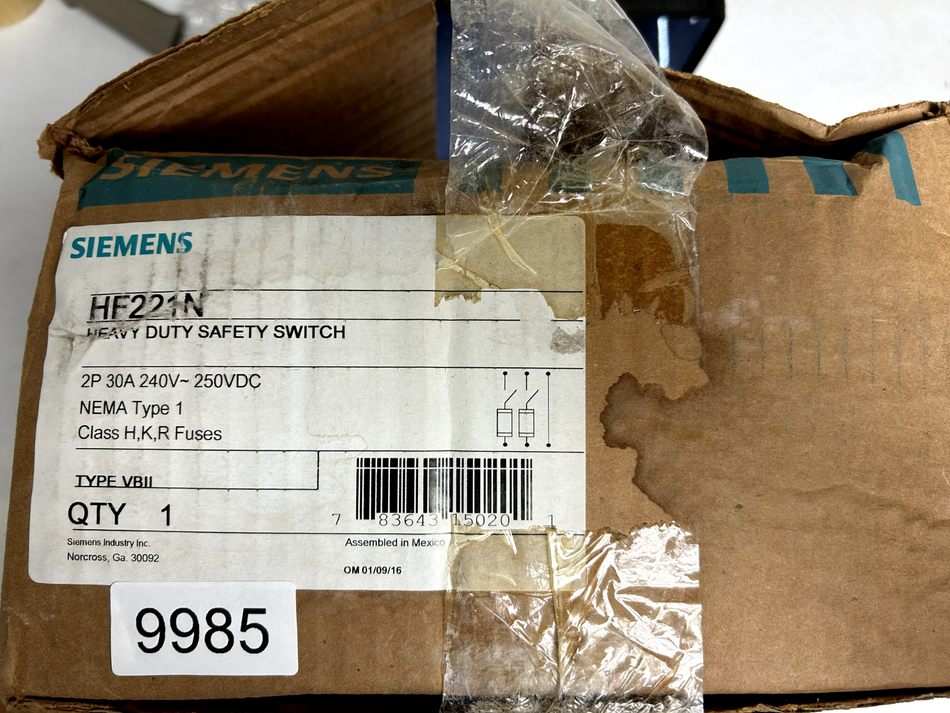 SIEMENS
SIEMENS
HF221N
HEAVY DUTY SAFETY SWITCH
2P 30A 240V~ 250VDC
NEMA Type 1
Class H,K,R Fuses
TYPE VBII
QTY 1
7 83643 15020 1
Siemens Industry Inc.
Norcross, Ga. 30092
Assembled in Mexico
OM 01/09/16
9985